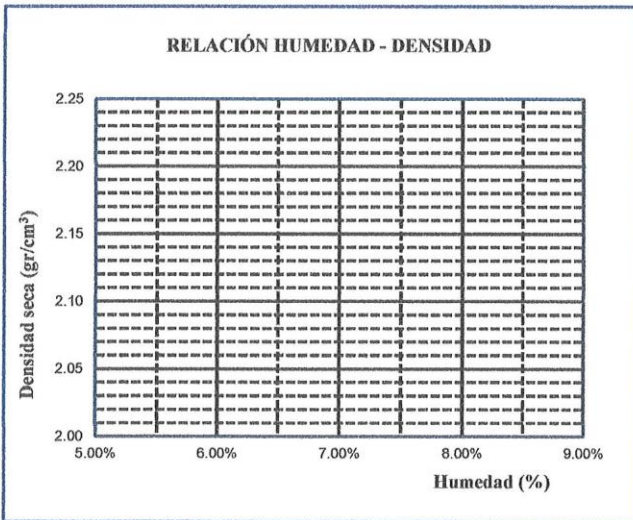 RELACIÓN HUMEDAD - DENSIDAD
Densidad seca (gr/cm³)
2.25
2.20
2.15
2.10
2.05
2.00
5.00% 6.00% 7.00% 8.00% 9.00%
Humedad (%)